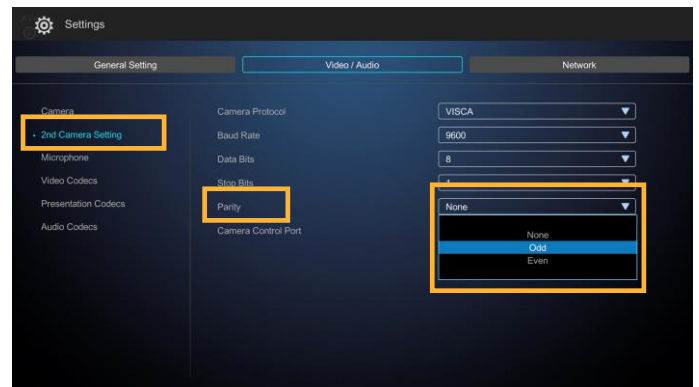 Settings
General Setting Video / Audio Network
Camera Camera Protocol VISCA
2nd Camera Setting Baud Rate 9600
Microphone Data Bits 8
Video Codecs Stop Bits 1
Presentation Codecs Parity None
Audio Codecs Camera Control Port None
Odd
Even